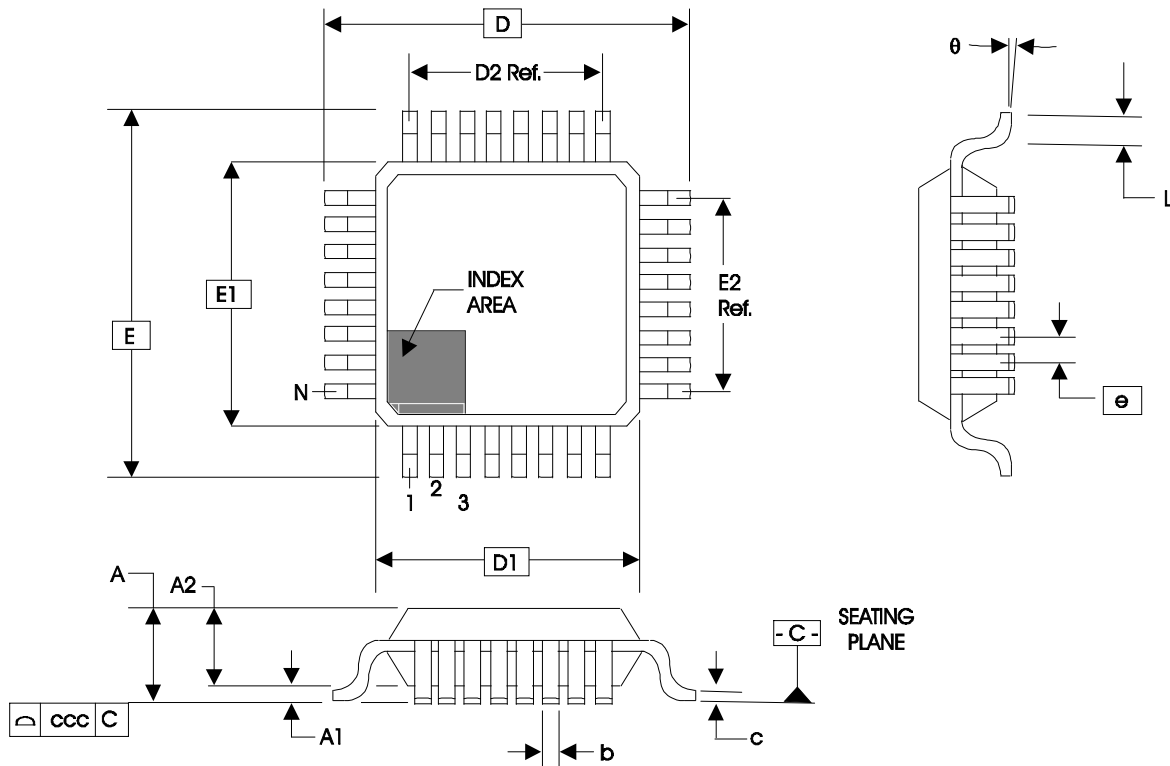 D
D2 Ref.
θ
L
E
E1
INDEX
AREA
E2
Ref.
N
e
1
2
3
D1
A
A2
- C -
SEATING
PLANE
ccc C
A1
b
c